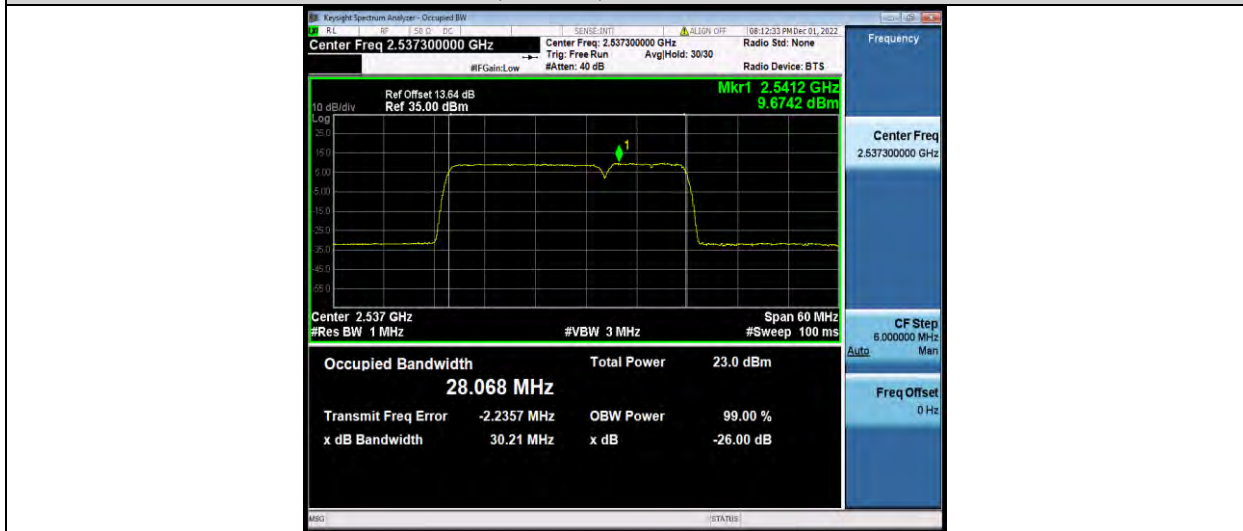 Keysight Spectrum Analyzer - Occupied BW
RL RF 50 Ω DC SENSE:INT ALIGN OFF 08:12:33 PM Dec 01, 2022
Center Freq 2.537300000 GHz
Center Freq: 2.537300000 GHz
Radio Std: None
Trig: Free Run Avg|Hold: 30/30
#IFGain:Low #Atten: 40 dB Radio Device: BTS
Frequency
Mkr1 2.5412 GHz
9.6742 dBm
Ref Offset 13.64 dB
10 dB/div Ref 35.00 dBm
Log
25.0
15.0
5.00
-5.00
-15.0
-25.0
-35.0
-45.0
-55.0
1
Center Freq
2.537300000 GHz
Center 2.537 GHz Span 60 MHz
#Res BW 1 MHz #VBW 3 MHz #Sweep 100 ms
CF Step
6.000000 MHz
Auto Man
Occupied Bandwidth Total Power 23.0 dBm
28.068 MHz
Transmit Freq Error -2.2357 MHz OBW Power 99.00 %
x dB Bandwidth 30.21 MHz x dB -26.00 dB
Freq Offset
0 Hz
MSG STATUS